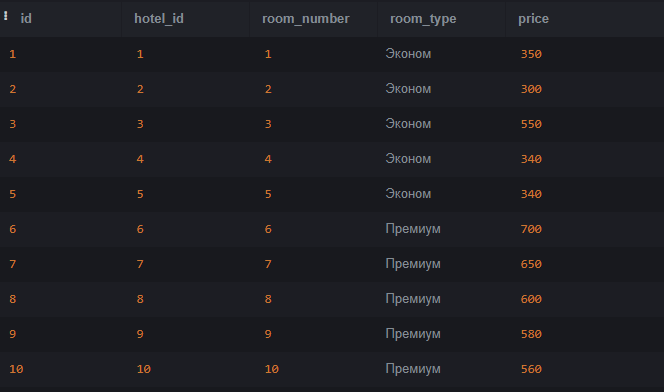 id hotel_id room_number room_type price
1 1 1 Эконом 350
2 2 2 Эконом 300
3 3 3 Эконом 550
4 4 4 Эконом 340
5 5 5 Эконом 340
6 6 6 Премиум 700
7 7 7 Премиум 650
8 8 8 Премиум 600
9 9 9 Премиум 580
10 10 10 Премиум 560